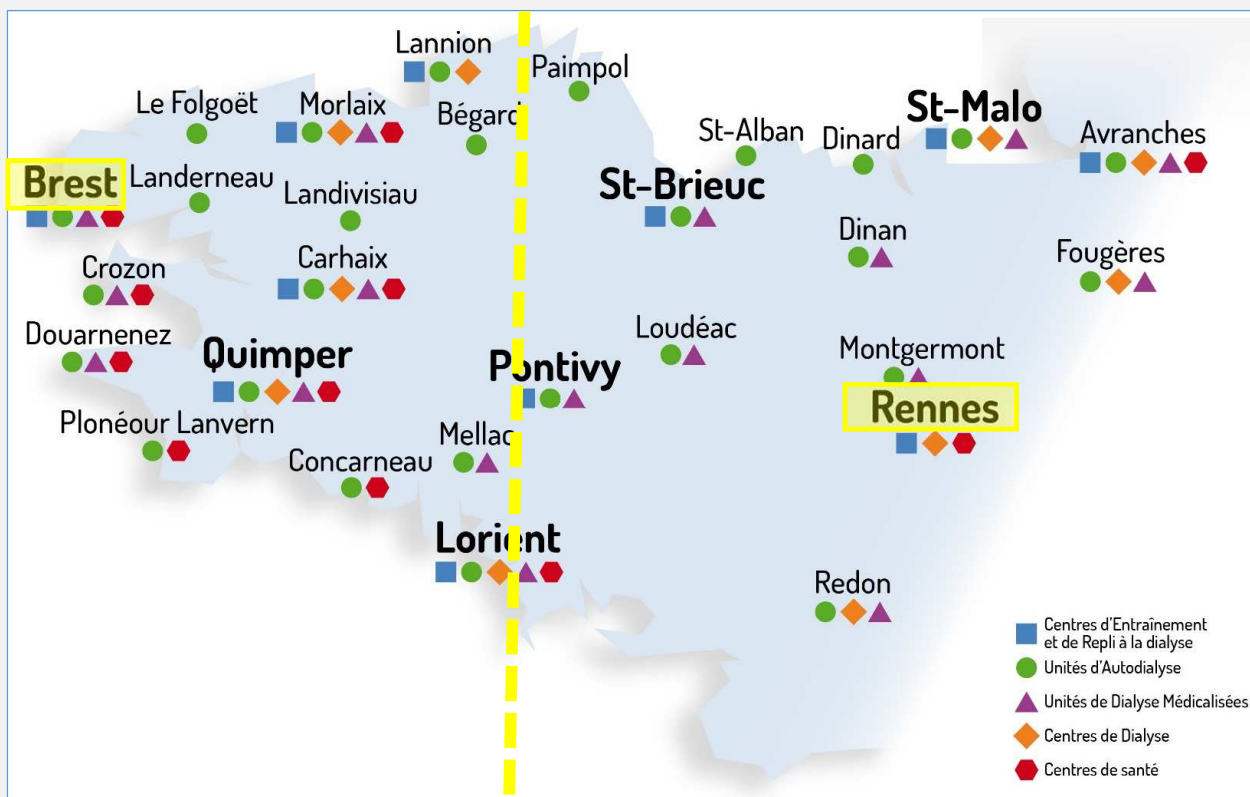 Lannion
Paimpol
Le Folgoët
Morlaix
Bégard
St-Malo
St-Alban
Dinard
Avranches
Brest
Landerneau
Landivisiau
St-Brieuc
Dinan
Fougères
Crozon
Carhaix
Douarnenez
Quimper
Pontivy
Loudéac
Montgermont
Rennes
Plonéour Lanvern
Concarneau
Mellac
Lorient
Redon
Centres d'Entraînement
et de Repli à la dialyse
Unités d'Autodialyse
Unités de Dialyse Médicalisées
Centres de Dialyse
Centres de santé